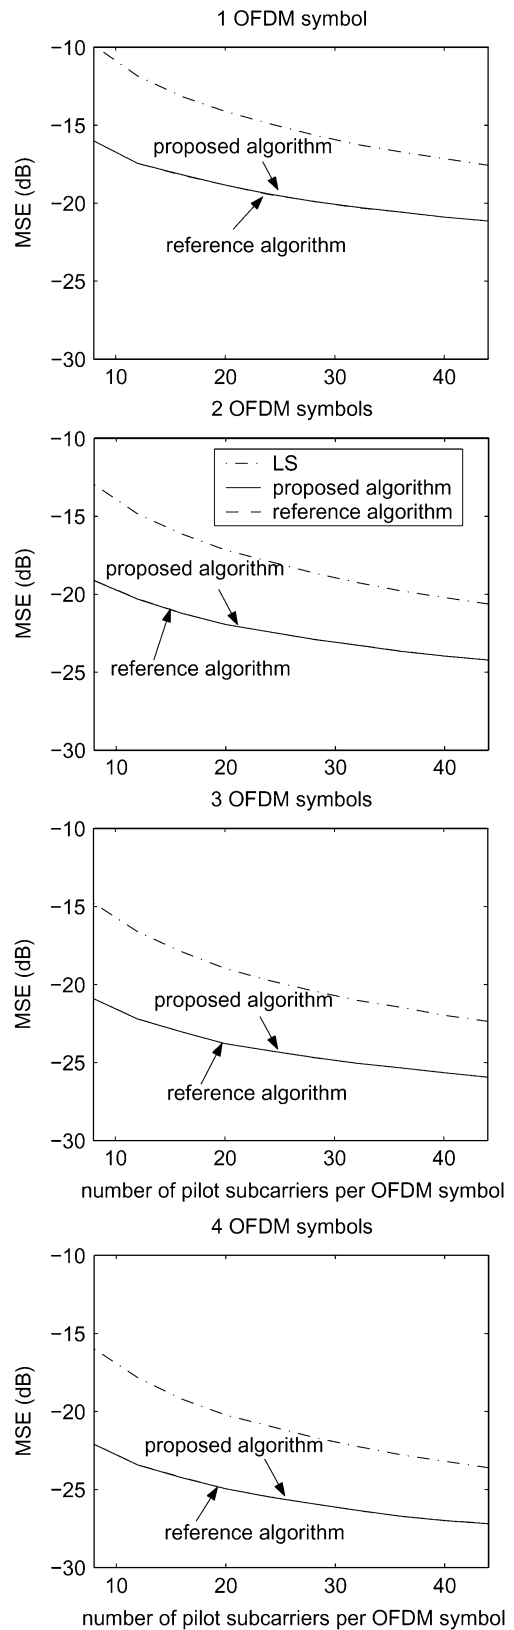 1 OFDM symbol
−10
−15
−20
−25
−30
MSE (dB)
proposed algorithm
reference algorithm
10 20 30 40
2 OFDM symbols
−10
−15
−20
−25
−30
MSE (dB)
LS
proposed algorithm
reference algorithm
proposed algorithm
reference algorithm
10 20 30 40
3 OFDM symbols
−10
−15
−20
−25
−30
MSE (dB)
proposed algorithm
reference algorithm
10 20 30 40
number of pilot subcarriers per OFDM symbol
4 OFDM symbols
−10
−15
−20
−25
−30
MSE (dB)
proposed algorithm
reference algorithm
10 20 30 40
number of pilot subcarriers per OFDM symbol